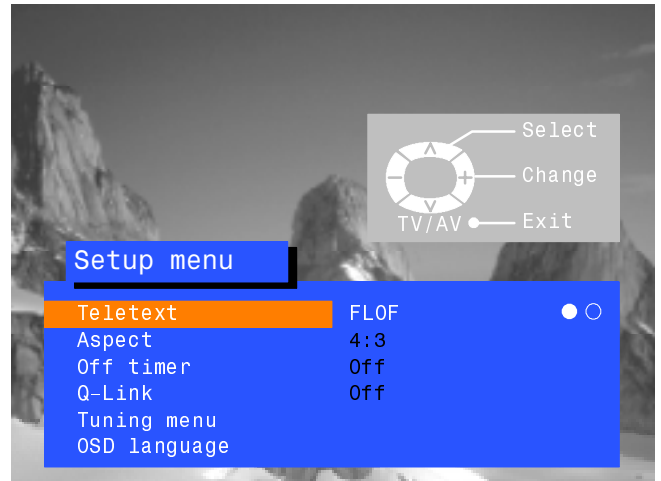 Select
Change
TV/AV Exit
Setup menu
Teletext FLOF
Aspect 4:3
Off timer Off
Q-Link Off
Tuning menu
OSD language